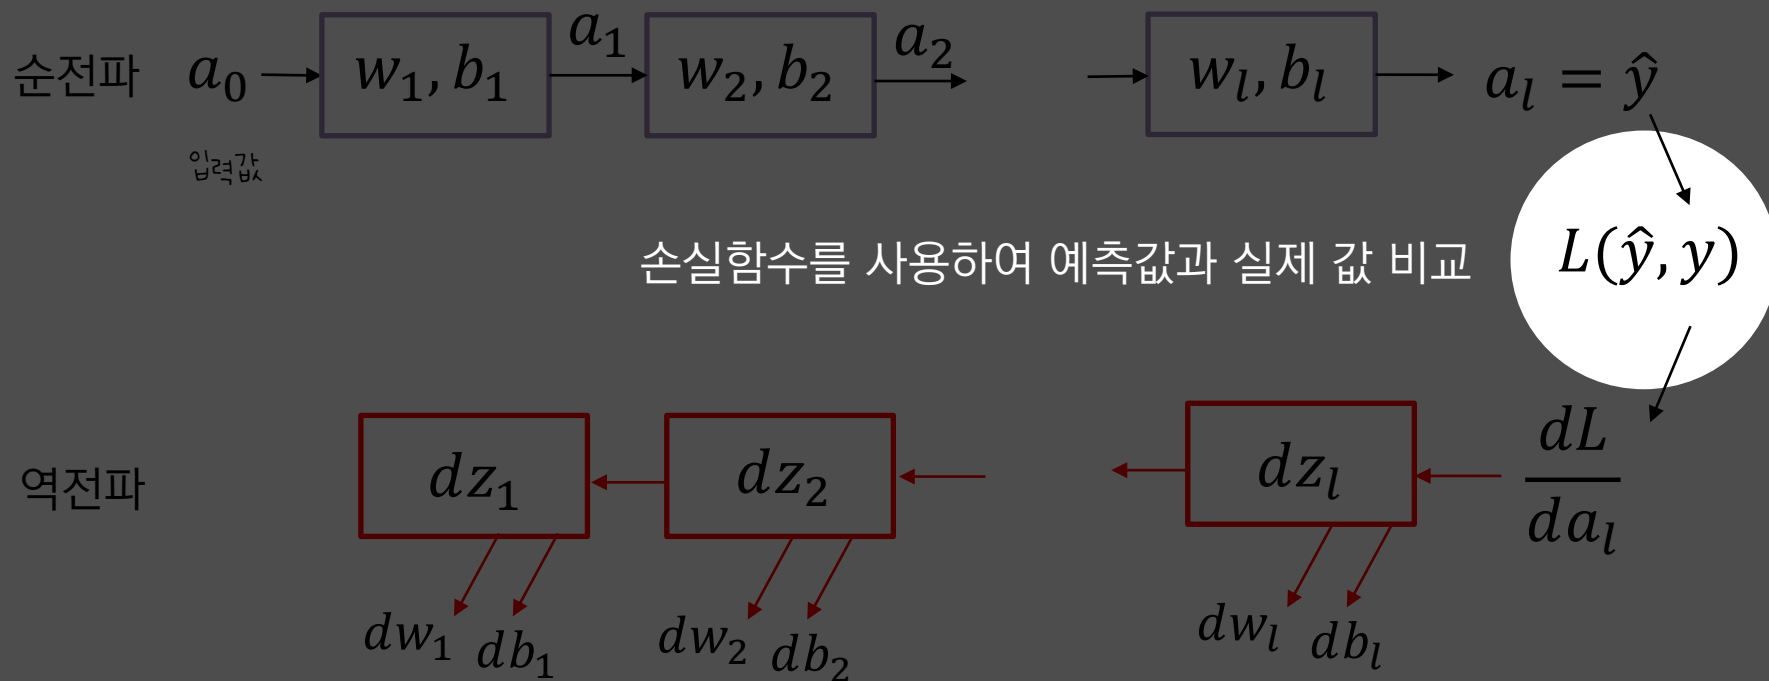 순전파 a₀ w₁, b₁ a₁ w₂, b₂ a₂ wₗ, bₗ aₗ = ŷ
입력값
손실함수를 사용하여 예측값과 실제 값 비교 L(ŷ, y)
역전파 dz₁ dz₂ dzₗ dL/daₗ
dw₁ db₁ dw₂ db₂ dwₗ dbₗ